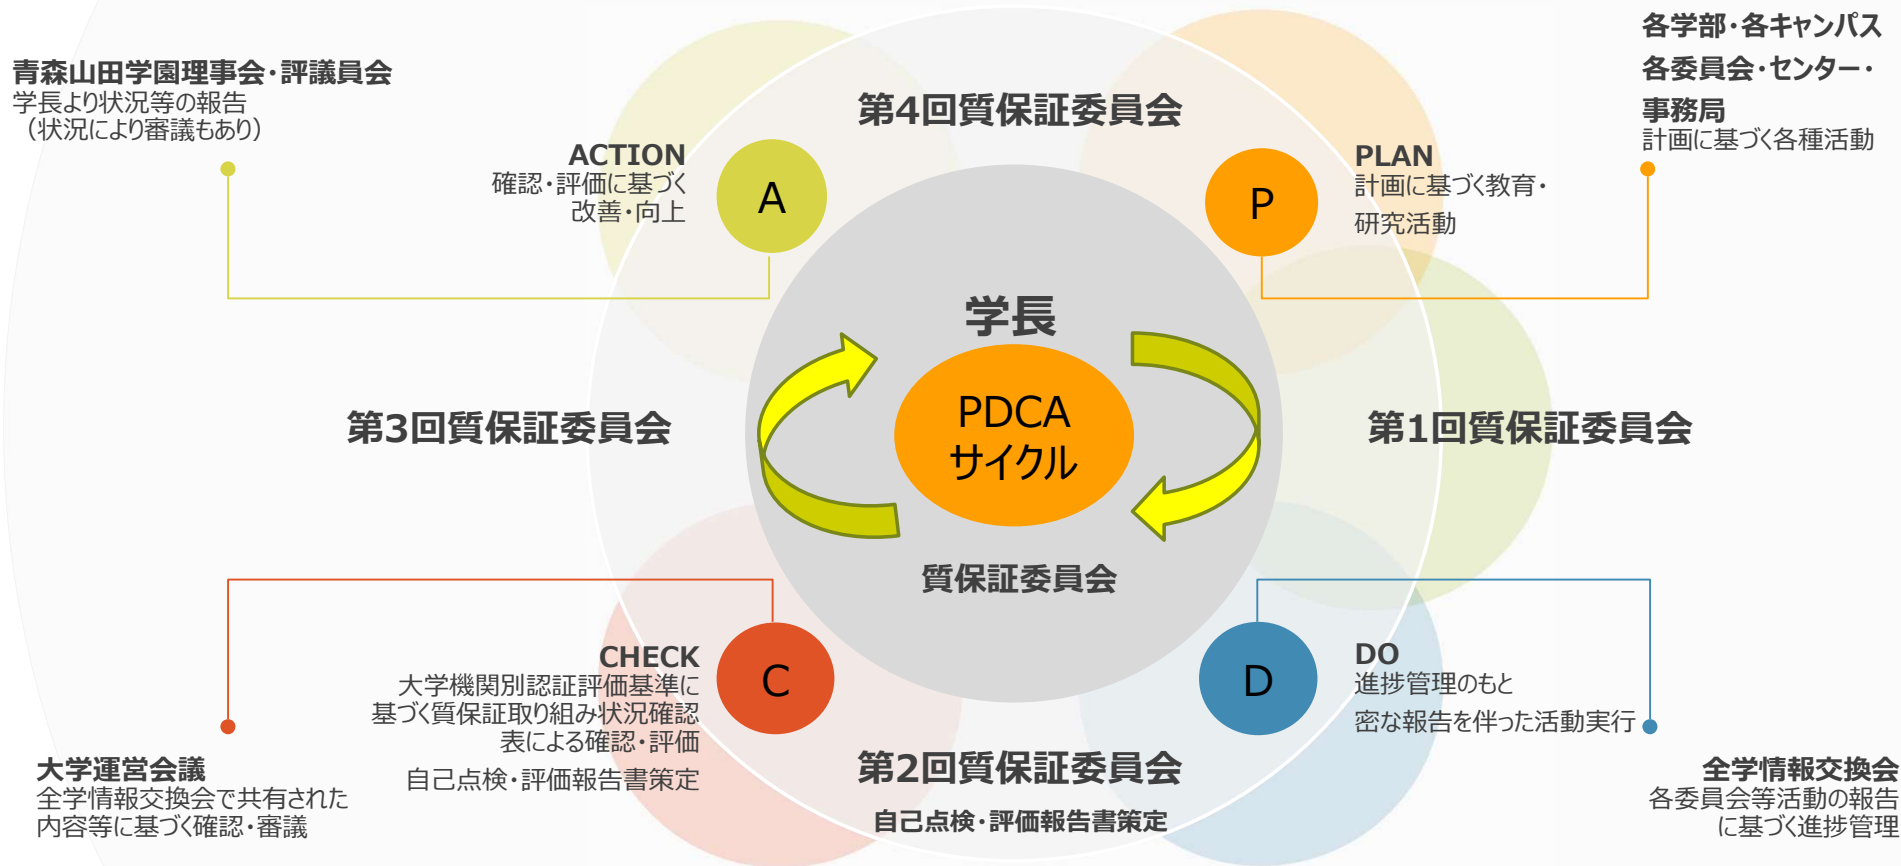 青森山田学園理事会・評議員会
学長より状況等の報告
（状況により審議もあり）
第4回質保証委員会
各学部・各キャンパス
各委員会・センター・
事務局
計画に基づく各種活動
ACTION
確認・評価に基づく
改善・向上
A
P
PLAN
計画に基づく教育・
研究活動
学長
PDCA
サイクル
質保証委員会
第3回質保証委員会
第1回質保証委員会
CHECK
大学機関別認証評価基準に
基づく質保証取り組み状況確認
表による確認・評価
自己点検・評価報告書策定
C
D
DO
進捗管理のもと
密な報告を伴った活動実行
第2回質保証委員会
自己点検・評価報告書策定
大学運営会議
全学情報交換会で共有された
内容等に基づく確認・審議
全学情報交換会
各委員会等活動の報告
に基づく進捗管理